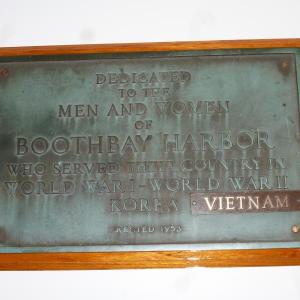 DEDICATED
TO THE
MEN AND WOMEN
OF
BOOTHBAY HARBOR
WHO SERVED THEIR COUNTRY IN
WORLD WAR I - WORLD WAR II
KOREA VIETNAM